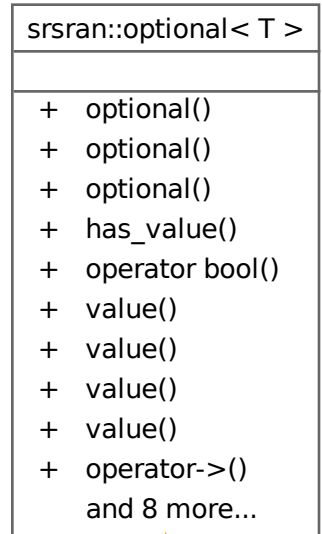 srsran::optional< T >
+ optional()
+ optional()
+ optional()
+ has_value()
+ operator bool()
+ value()
+ value()
+ value()
+ value()
+ operator->()
and 8 more...